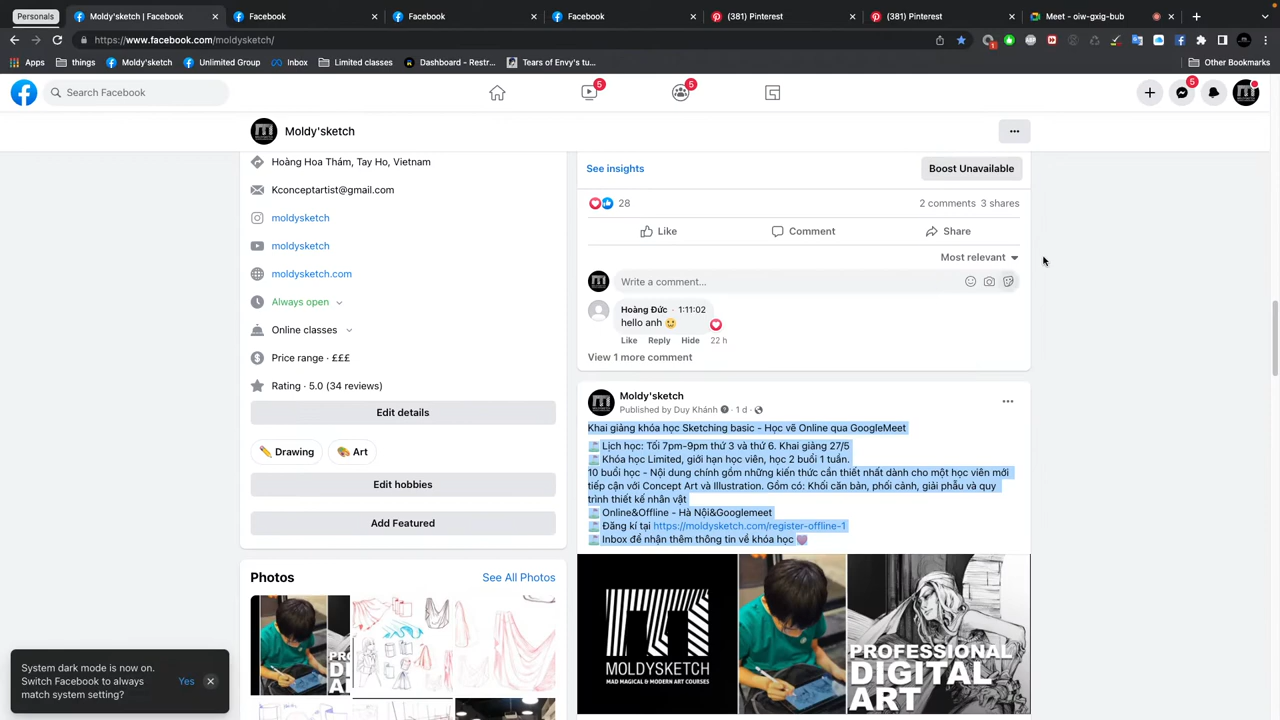 Personals
Moldy'sketch | Facebook
Facebook
Facebook
Facebook
(381) Pinterest
(381) Pinterest
Meet - oiw-gxig-bub
https://www.facebook.com/moldysketch/
Apps
things
Moldy'sketch
Unlimited Group
Inbox
Limited classes
Dashboard - Restr...
Tears of Envy's tu...
Other Bookmarks
Search Facebook
5
5
5
Moldy'sketch
Hoàng Hoa Thám, Tay Ho, Vietnam
Kconceptartist@gmail.com
moldysketch
moldysketch
moldysketch.com
Always open
Online classes
Price range · £££
Rating · 5.0 (34 reviews)
Edit details
Drawing
Art
Edit hobbies
Add Featured
Photos
See All Photos
System dark mode is now on.
Switch Facebook to always
match system setting?
Yes
See insights
Boost Unavailable
28
2 comments 3 shares
Like
Comment
Share
Most relevant
Write a comment...
Hoàng Đức · 1:11:02
hello anh 🙂
Like Reply Hide 22 h
View 1 more comment
Moldy'sketch
Published by Duy Khánh · 1 d ·
Khai giảng khóa học Sketching basic - Học vẽ Online qua GoogleMeet
Lịch học: Tối 7pm-9pm thứ 3 và thứ 6. Khai giảng 27/5
Khóa học Limited, giới hạn học viên, học 2 buổi 1 tuần.
10 buổi học - Nội dung chính gồm những kiến thức cần thiết nhất dành cho một học viên mới
tiếp cận với Concept Art và Illustration. Gồm có: Khối căn bản, phối cảnh, giải phẫu và quy
trình thiết kế nhân vật
Online&Offline - Hà Nội&Googlemeet
Đăng kí tại https://moldysketch.com/register-offline-1
Inbox để nhận thêm thông tin về khóa học 💜
MOLDYSKETCH
MAD MAGICAL & MODERN ART COURSES
PROFESSIONAL
DIGITAL
ART